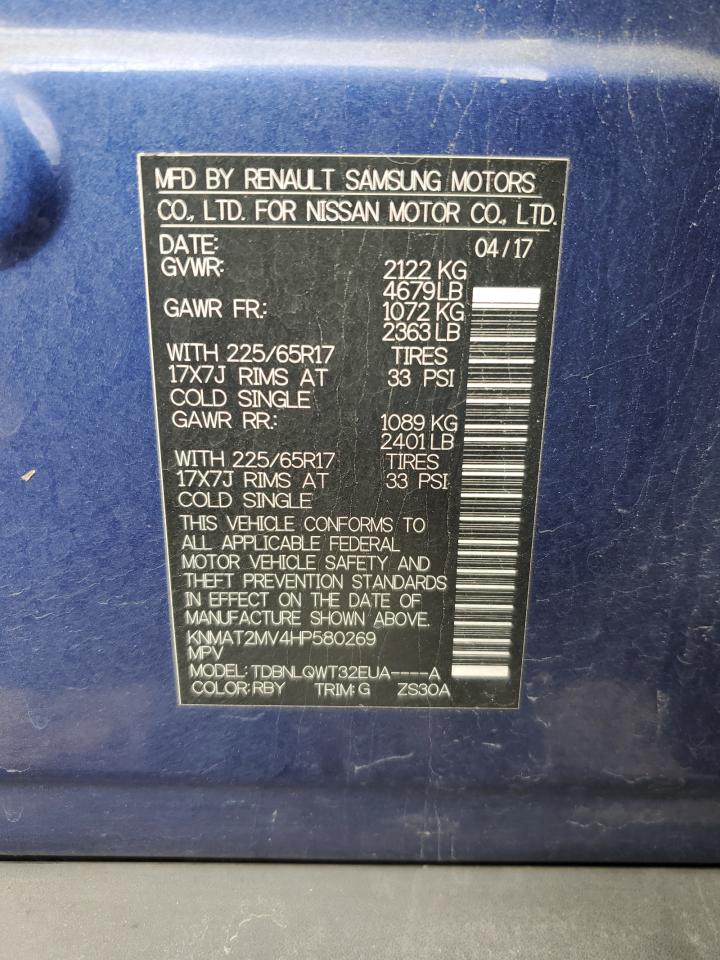 MFD BY RENAULT SAMSUNG MOTORS
CO., LTD. FOR NISSAN MOTOR CO., LTD.
DATE: 04/17
GVWR: 2122 KG
4679LB
GAWR FR.: 1072 KG
2363LB
WITH 225/65R17 TIRES
17X7J RIMS AT 33 PSI
COLD SINGLE
GAWR RR.: 1089 KG
2401LB
WITH 225/65R17 TIRES
17X7J RIMS AT 33 PSI
COLD SINGLE
THIS VEHICLE CONFORMS TO
ALL APPLICABLE FEDERAL
MOTOR VEHICLE SAFETY AND
THEFT PREVENTION STANDARDS
IN EFFECT ON THE DATE OF
MANUFACTURE SHOWN ABOVE.
KNMAT2MV4HP580269
MPV
MODEL: TDBNLQWT32EUA----A
COLOR: RBY TRIM: G ZS30A